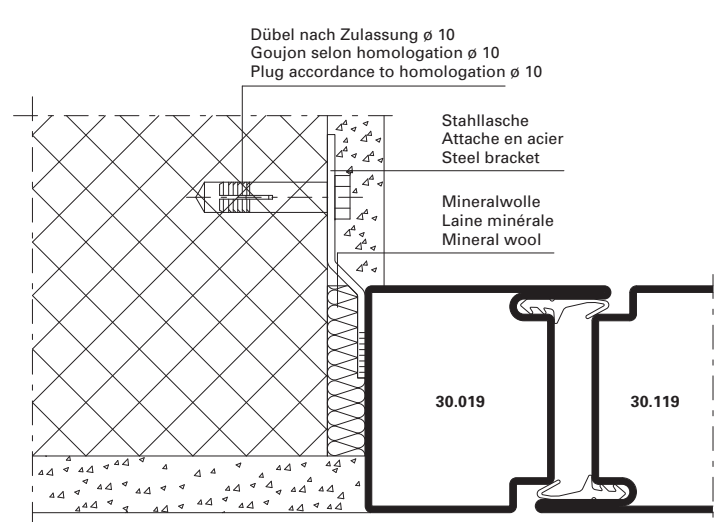 Dübel nach Zulassung ø 10
Goujon selon homologation ø 10
Plug accordance to homologation ø 10
Stahllasche
Attache en acier
Steel bracket
Mineralwolle
Laine minérale
Mineral wool
30.019
30.119